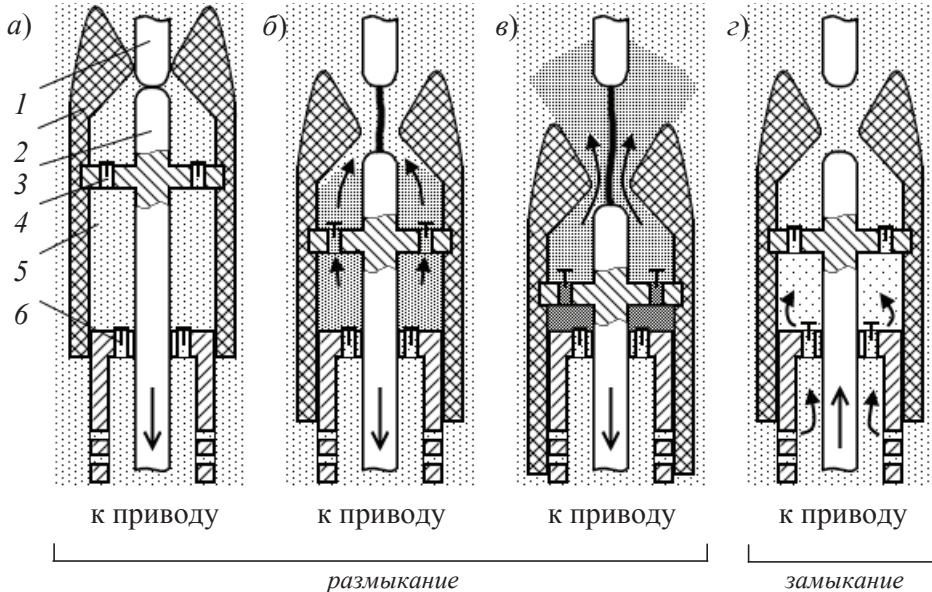 а) б) в) г)
1
2
3
4
5
6
к приводу к приводу к приводу к приводу
размыкание замыкание